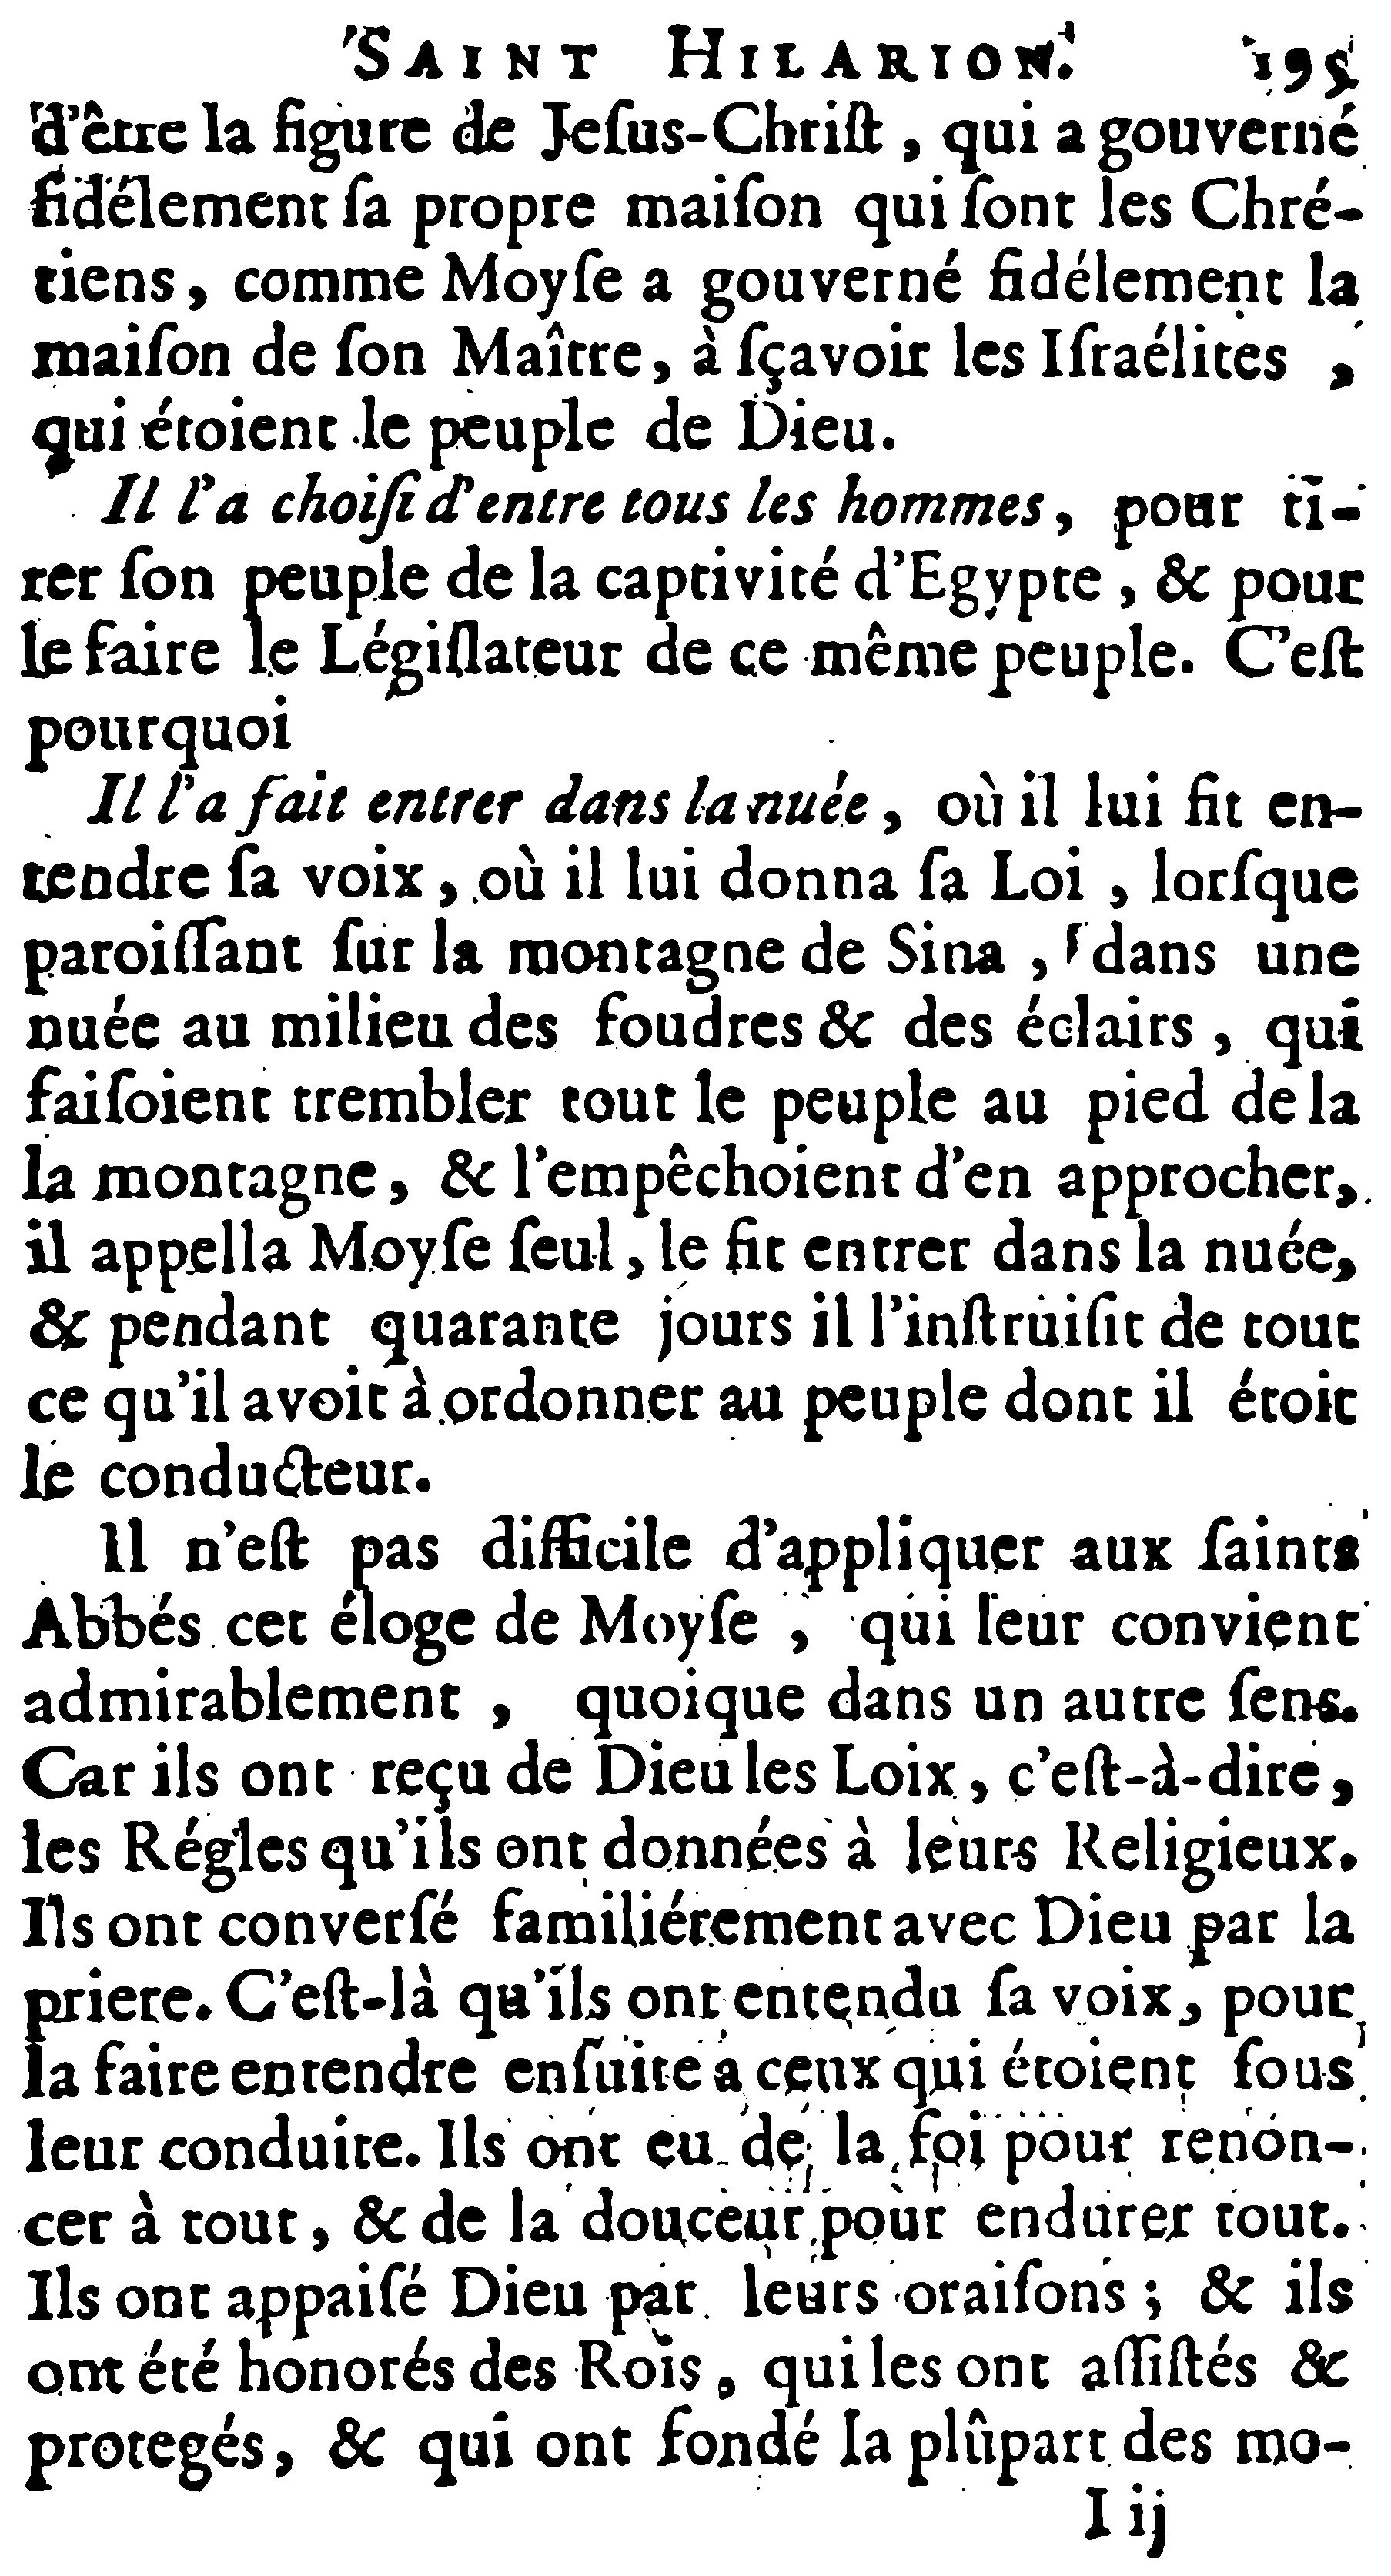 SAINT HILARION. 195
d'être la figure de Jeſus-Chriſt, qui a gouverné
fidélement ſa propre maiſon qui ſont les Chré-
tiens, comme Moyſe a gouverné fidélement la
maiſon de ſon Maître, à ſçavoir les Iſraélites,
qui étoient le peuple de Dieu.
Il l'a choiſi d'entre tous les hommes, pour ti-
rer ſon peuple de la captivité d'Egypte, & pour
le faire le Légiſlateur de ce même peuple. C'eſt
pourquoi
Il l'a fait entrer dans la nuée, où il lui fit en-
tendre ſa voix, où il lui donna ſa Loi, lorſque
paroiſſant ſur la montagne de Sina, dans une
nuée au milieu des foudres & des éclairs, qui
faiſoient trembler tout le peuple au pied de la
la montagne, & l'empêchoient d'en approcher,
il appella Moyſe ſeul, le fit entrer dans la nuée,
& pendant quarante jours il l'inſtruiſit de tout
ce qu'il avoit à ordonner au peuple dont il étoit
le conducteur.
Il n'eſt pas difficile d'appliquer aux ſaints
Abbés cet éloge de Moyſe, qui leur convient
admirablement, quoique dans un autre ſens.
Car ils ont reçu de Dieu les Loix, c'eſt-à-dire,
les Régles qu'ils ont données à leurs Religieux.
Ils ont converſé familiérement avec Dieu par la
priere. C'eſt-là qu'ils ont entendu ſa voix, pour
la faire entendre enſuite à ceux qui étoient ſous
leur conduite. Ils ont eu de la foi pour renon-
cer à tout, & de la douceur pour endurer tout.
Ils ont appaiſé Dieu par leurs oraiſons; & ils
ont été honorés des Rois, qui les ont aſſiſtés &
protegés, & qui ont fondé la plûpart des mo-
I ij